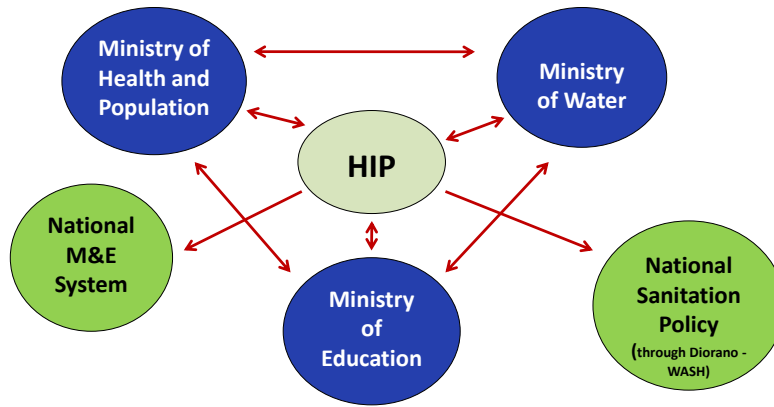 Ministry of
Health and
Population
Ministry
of Water
HIP
National
M&E
System
Ministry
of
Education
National
Sanitation
Policy
(through Diorano -
WASH)